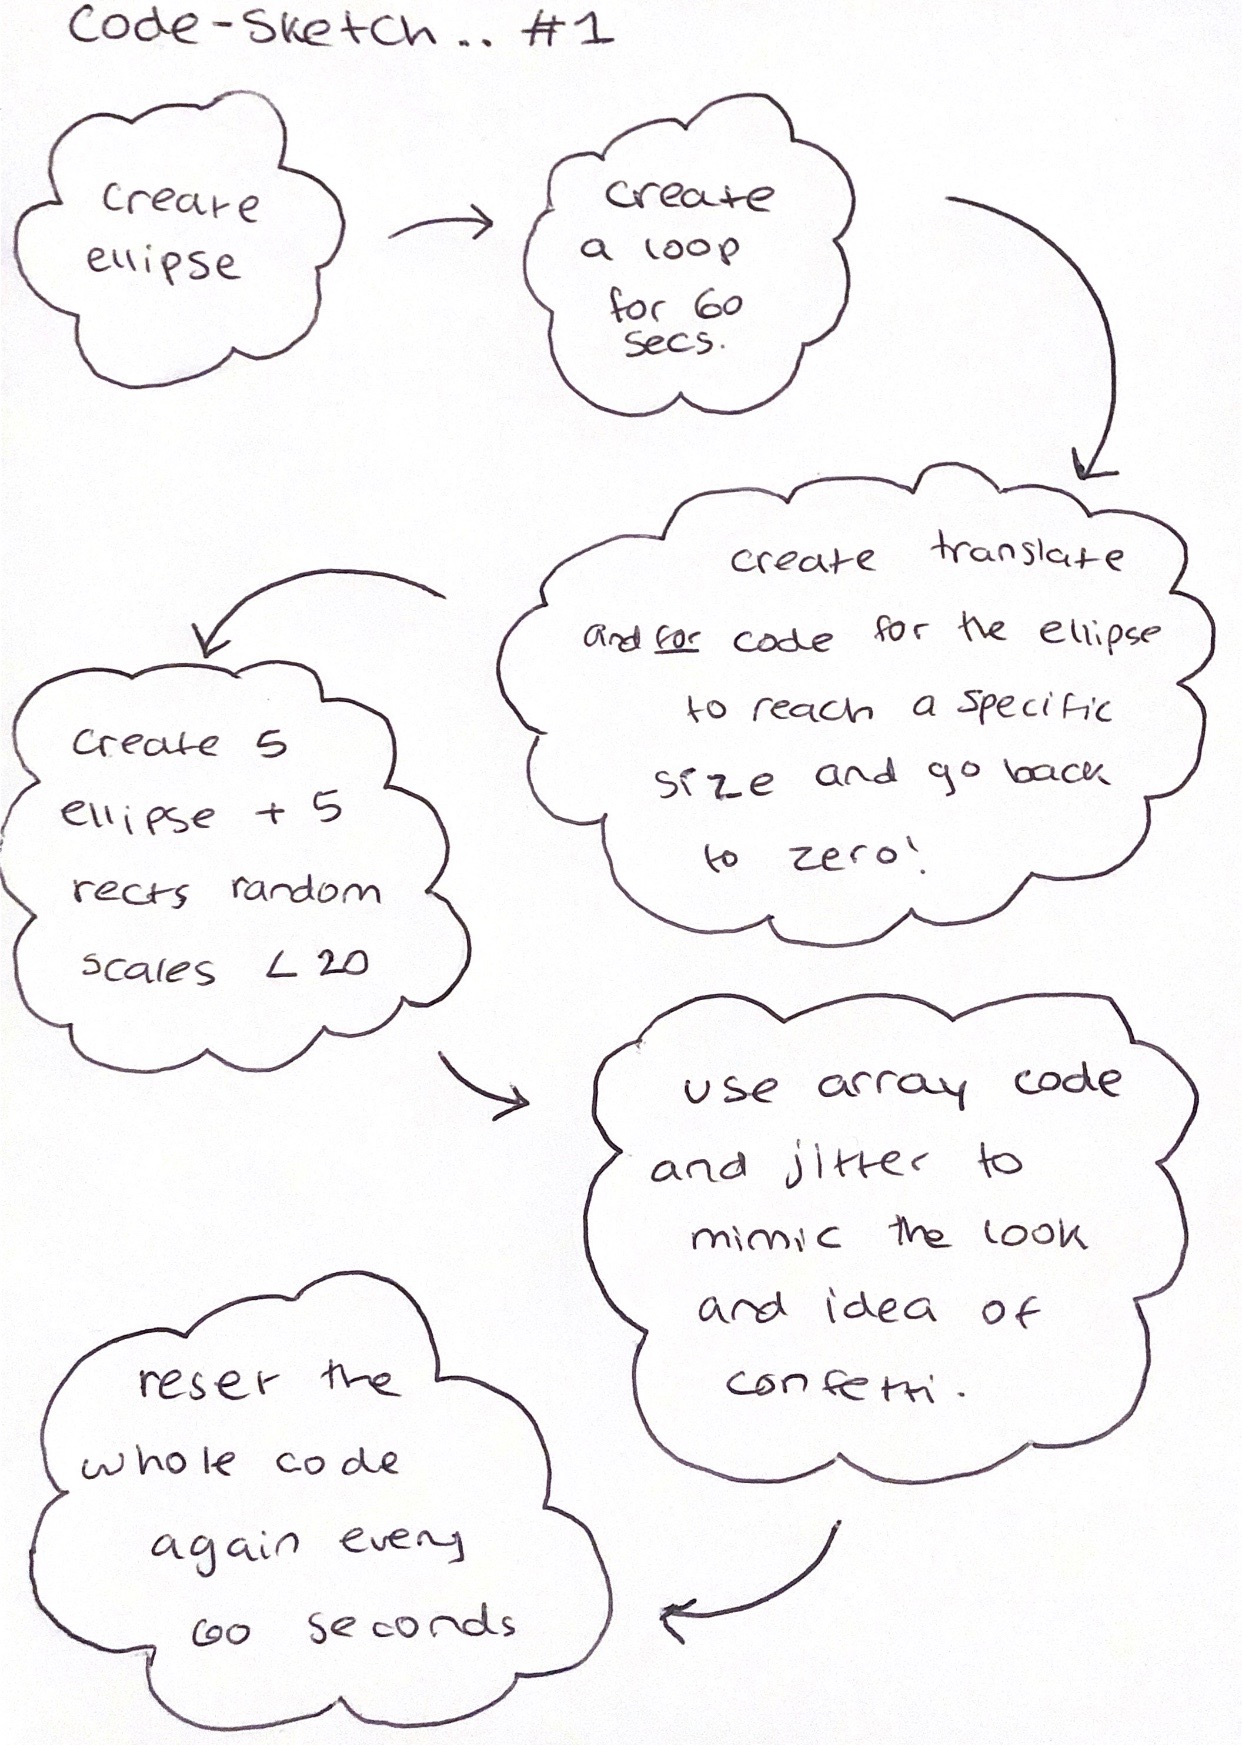 Code-Sketch.. #1
create
ellipse
create
a loop
for 60
secs.
create translate
and for code for the ellipse
to reach a specific
size and go back
to zero!
create 5
ellipse + 5
rects random
scales < 20
use array code
and jitter to
mimic the look
and idea of
confetti.
reset the
whole code
again every
60 seconds